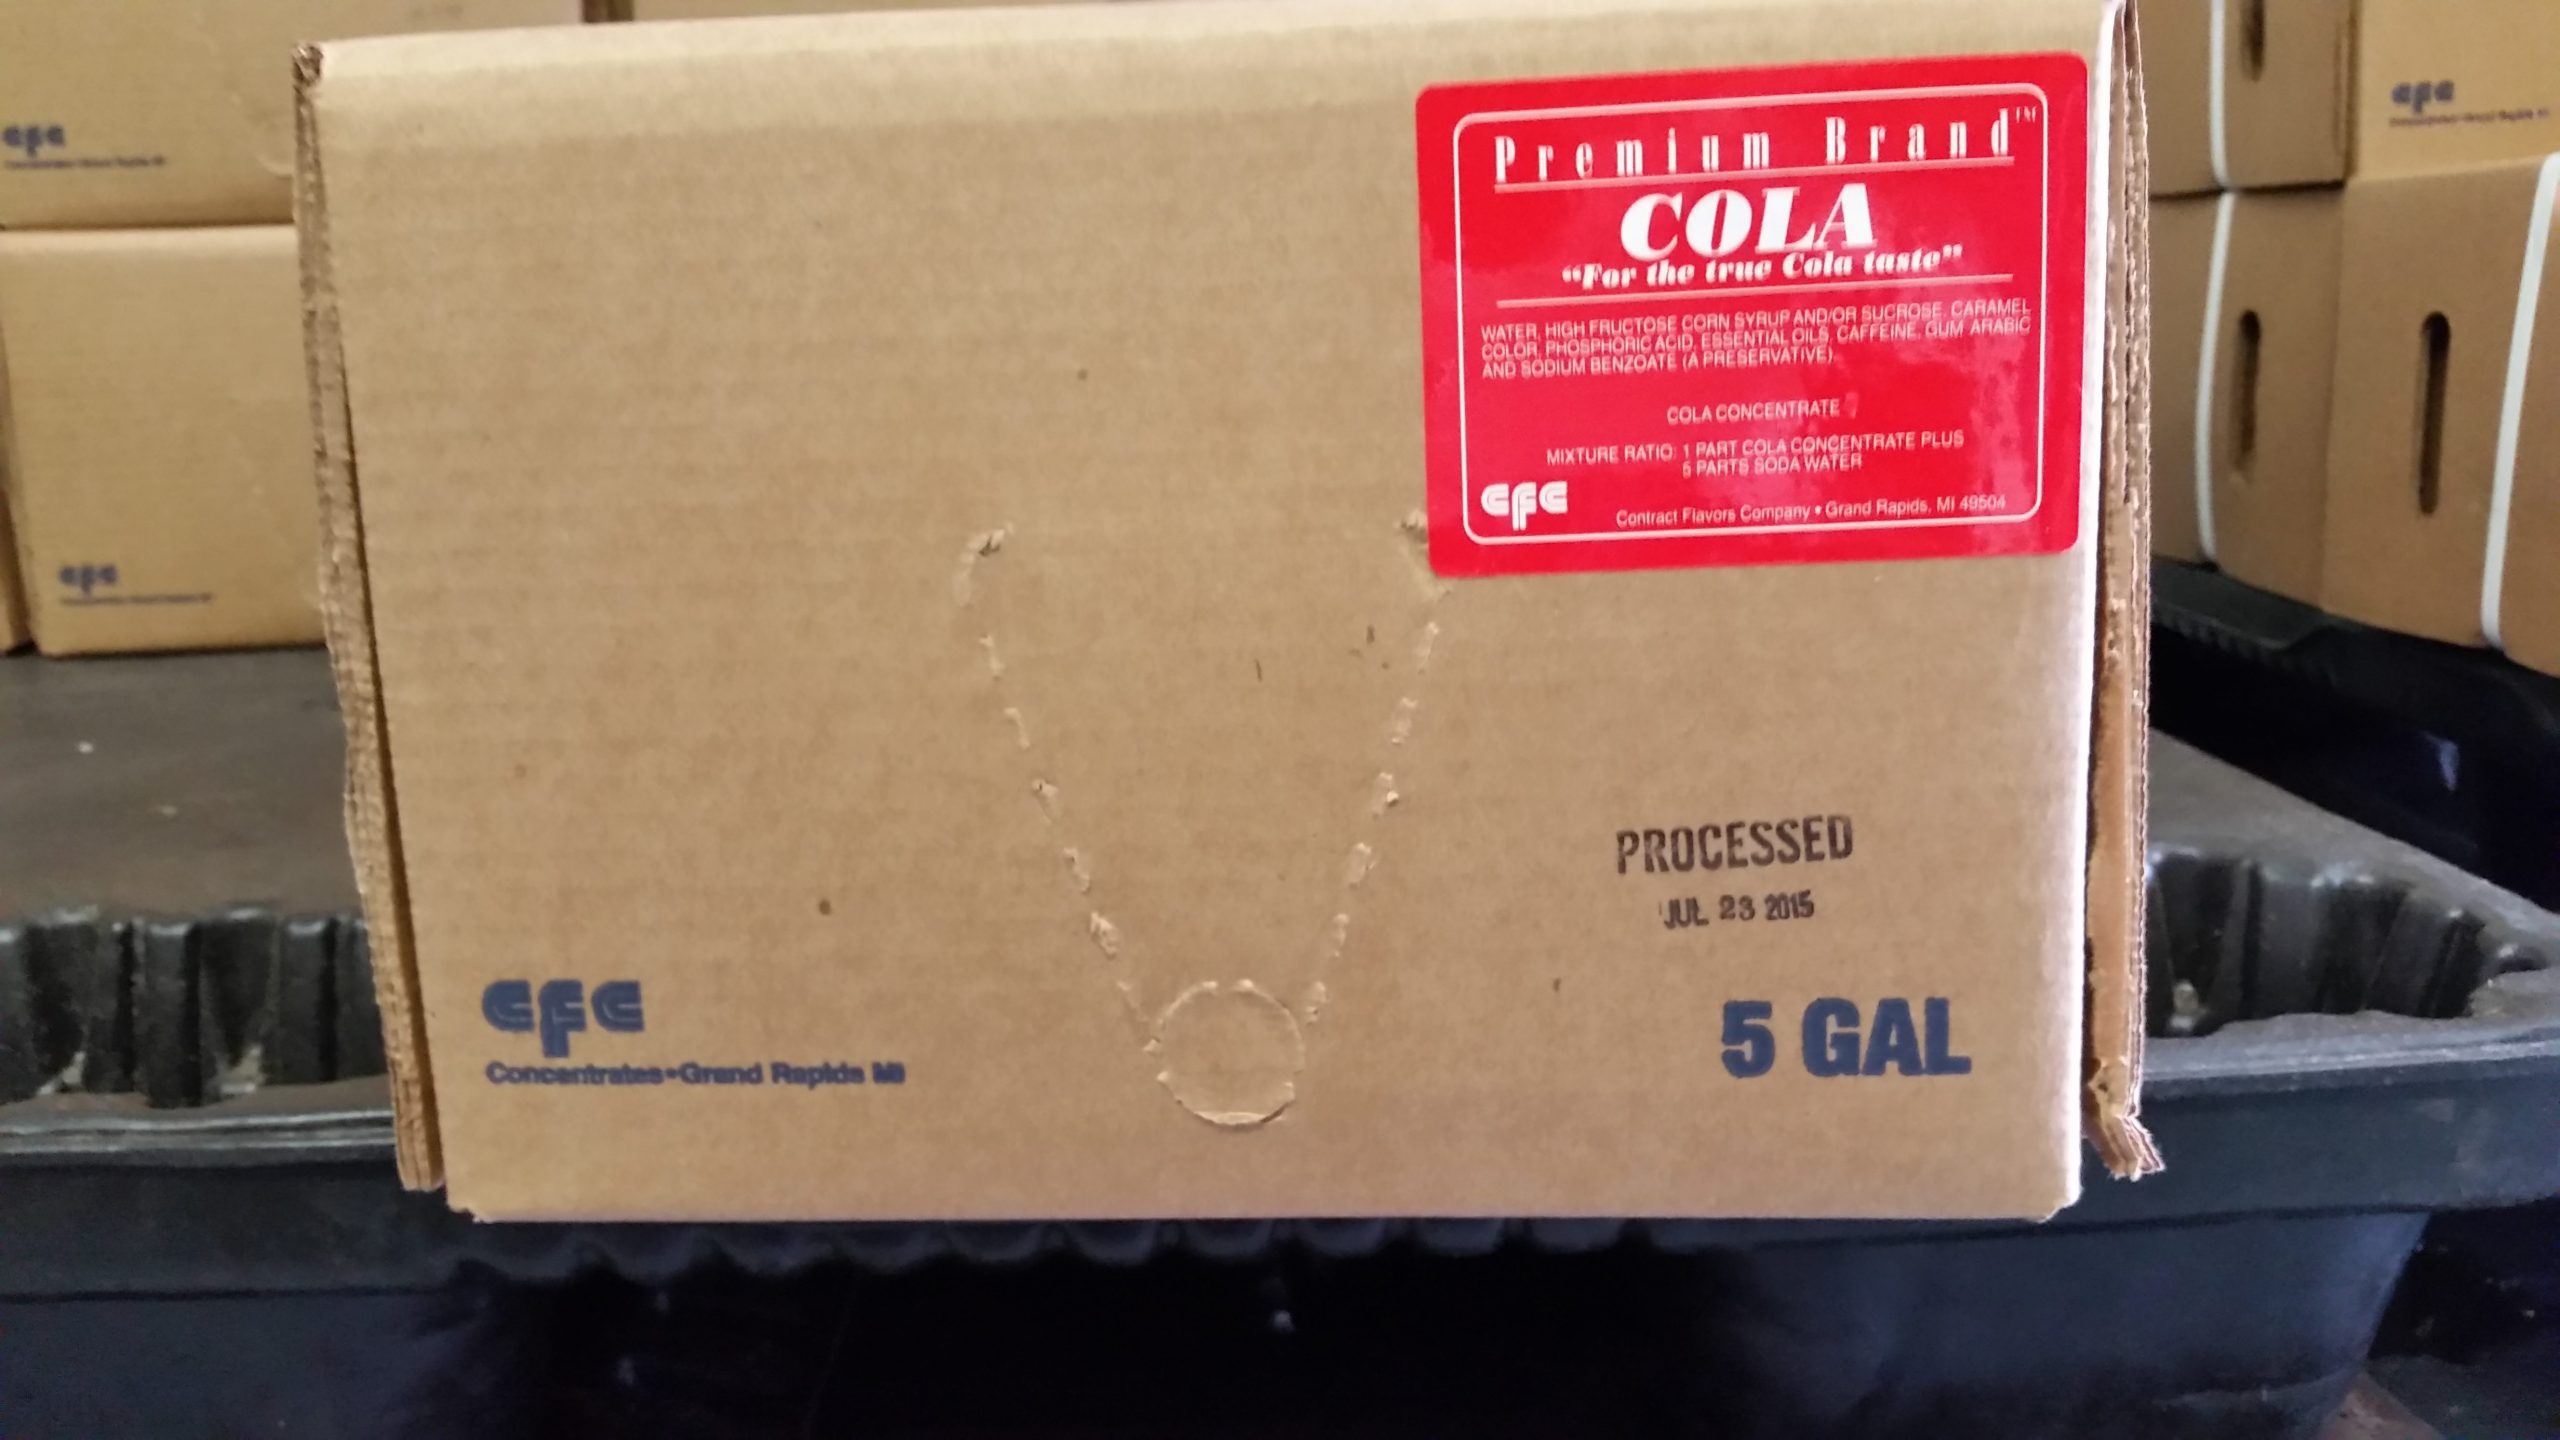 Premium Brand™
COLA
"For the true Cola taste"
WATER, HIGH FRUCTOSE CORN SYRUP AND/OR SUCROSE, CARAMEL
COLOR, PHOSPHORIC ACID, ESSENTIAL OILS, CAFFEINE, GUM ARABIC
AND SODIUM BENZOATE (A PRESERVATIVE).
COLA CONCENTRATE
MIXTURE RATIO: 1 PART COLA CONCENTRATE PLUS
5 PARTS SODA WATER
CFC
Contract Flavors Company • Grand Rapids, MI 49504
PROCESSED
JUL 23 2015
5 GAL
CFC
Concentrates•Grand Rapids MI
CFC
CFC
CFC